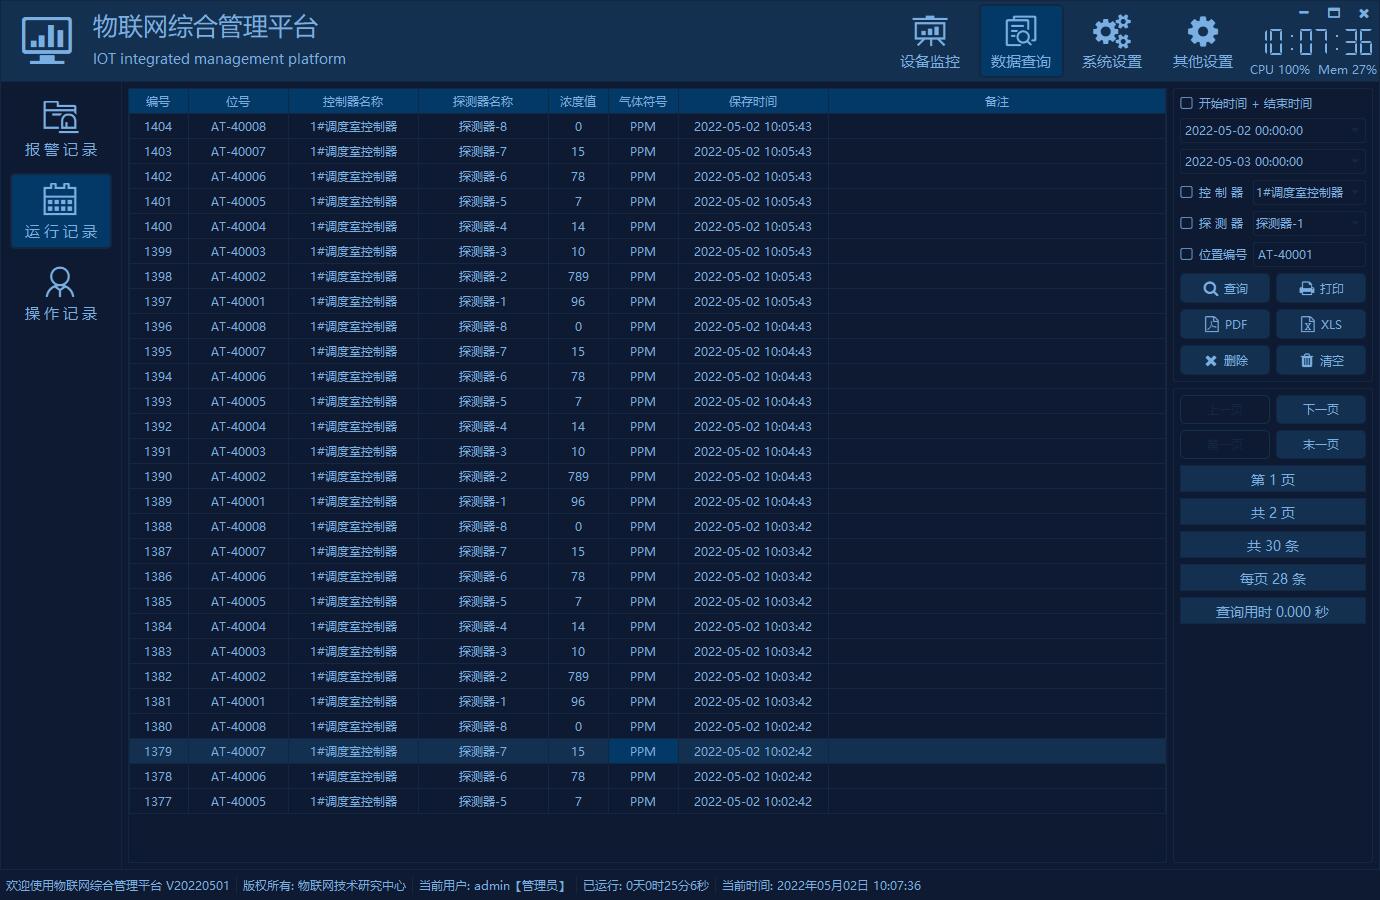 物联网综合管理平台
IOT integrated management platform
设备监控 数据查询 系统设置 其他设置
10:07:36
CPU 100% Mem 27%
报警记录
运行记录
操作记录
编号 位号 控制器名称 探测器名称 浓度值 气体符号 保存时间 备注
1404 AT-40008 1#调度室控制器 探测器-8 0 PPM 2022-05-02 10:05:43
1403 AT-40007 1#调度室控制器 探测器-7 15 PPM 2022-05-02 10:05:43
1402 AT-40006 1#调度室控制器 探测器-6 78 PPM 2022-05-02 10:05:43
1401 AT-40005 1#调度室控制器 探测器-5 7 PPM 2022-05-02 10:05:43
1400 AT-40004 1#调度室控制器 探测器-4 14 PPM 2022-05-02 10:05:43
1399 AT-40003 1#调度室控制器 探测器-3 10 PPM 2022-05-02 10:05:43
1398 AT-40002 1#调度室控制器 探测器-2 789 PPM 2022-05-02 10:05:43
1397 AT-40001 1#调度室控制器 探测器-1 96 PPM 2022-05-02 10:05:43
1396 AT-40008 1#调度室控制器 探测器-8 0 PPM 2022-05-02 10:04:43
1395 AT-40007 1#调度室控制器 探测器-7 15 PPM 2022-05-02 10:04:43
1394 AT-40006 1#调度室控制器 探测器-6 78 PPM 2022-05-02 10:04:43
1393 AT-40005 1#调度室控制器 探测器-5 7 PPM 2022-05-02 10:04:43
1392 AT-40004 1#调度室控制器 探测器-4 14 PPM 2022-05-02 10:04:43
1391 AT-40003 1#调度室控制器 探测器-3 10 PPM 2022-05-02 10:04:43
1390 AT-40002 1#调度室控制器 探测器-2 789 PPM 2022-05-02 10:04:43
1389 AT-40001 1#调度室控制器 探测器-1 96 PPM 2022-05-02 10:04:43
1388 AT-40008 1#调度室控制器 探测器-8 0 PPM 2022-05-02 10:03:42
1387 AT-40007 1#调度室控制器 探测器-7 15 PPM 2022-05-02 10:03:42
1386 AT-40006 1#调度室控制器 探测器-6 78 PPM 2022-05-02 10:03:42
1385 AT-40005 1#调度室控制器 探测器-5 7 PPM 2022-05-02 10:03:42
1384 AT-40004 1#调度室控制器 探测器-4 14 PPM 2022-05-02 10:03:42
1383 AT-40003 1#调度室控制器 探测器-3 10 PPM 2022-05-02 10:03:42
1382 AT-40002 1#调度室控制器 探测器-2 789 PPM 2022-05-02 10:03:42
1381 AT-40001 1#调度室控制器 探测器-1 96 PPM 2022-05-02 10:03:42
1380 AT-40008 1#调度室控制器 探测器-8 0 PPM 2022-05-02 10:02:42
1379 AT-40007 1#调度室控制器 探测器-7 15 PPM 2022-05-02 10:02:42
1378 AT-40006 1#调度室控制器 探测器-6 78 PPM 2022-05-02 10:02:42
1377 AT-40005 1#调度室控制器 探测器-5 7 PPM 2022-05-02 10:02:42
开始时间 + 结束时间
2022-05-02 00:00:00
2022-05-03 00:00:00
控 制 器 1#调度室控制器
探 测 器 探测器-1
位置编号 AT-40001
查询 打印
PDF XLS
删除 清空
上一页 下一页
第一页 末一页
第 1 页
共 2 页
共 30 条
每页 28 条
查询用时 0.000 秒
欢迎使用物联网综合管理平台 V20220501 版权所有: 物联网技术研究中心 当前用户: admin【管理员】 已运行: 0天0时25分6秒 当前时间: 2022年05月02日 10:07:36